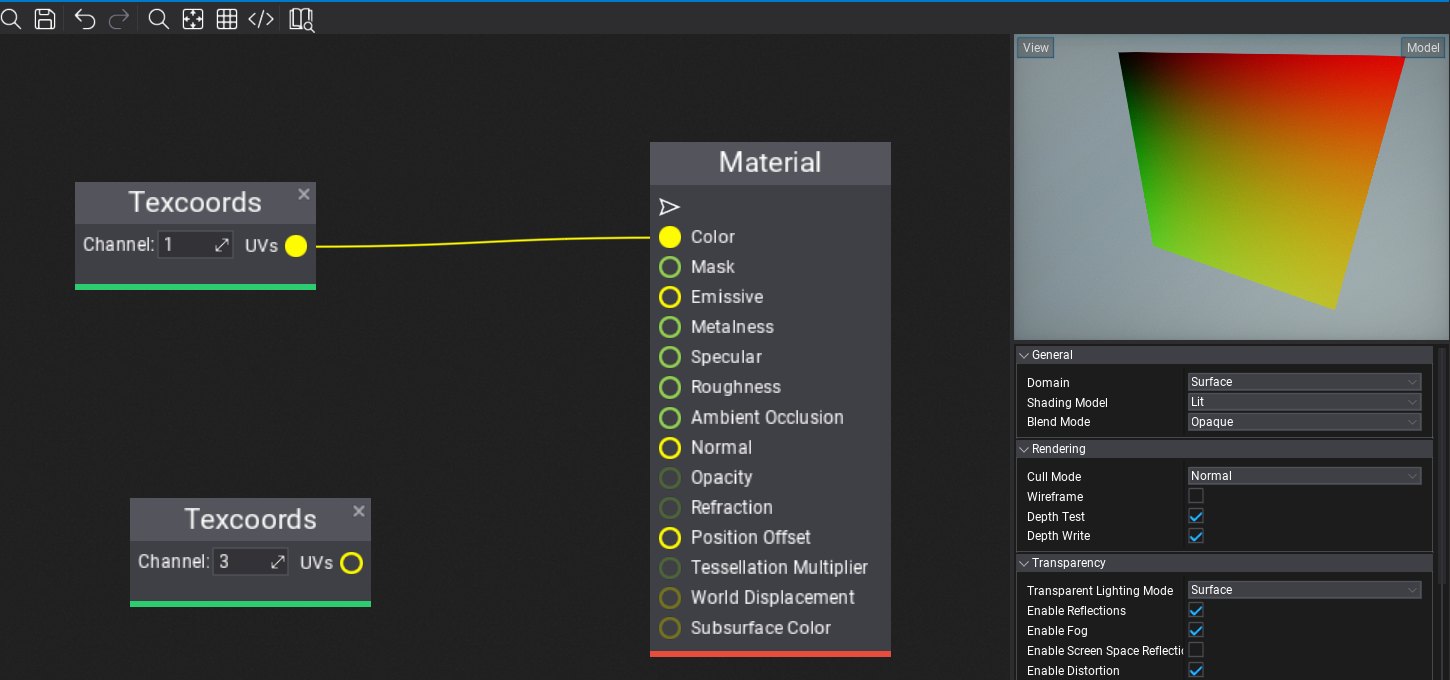 View
Model
Texcoords
Channel: 1
UVs
Material
Color
Mask
Emissive
Metalness
Specular
Roughness
Ambient Occlusion
Normal
Opacity
Refraction
Position Offset
Tessellation Multiplier
World Displacement
Subsurface Color
Texcoords
Channel: 3
UVs
General
Domain Surface
Shading Model Lit
Blend Mode Opaque
Rendering
Cull Mode Normal
Wireframe
Depth Test
Depth Write
Transparency
Transparent Lighting Mode Surface
Enable Reflections
Enable Fog
Enable Screen Space Reflecti
Enable Distortion